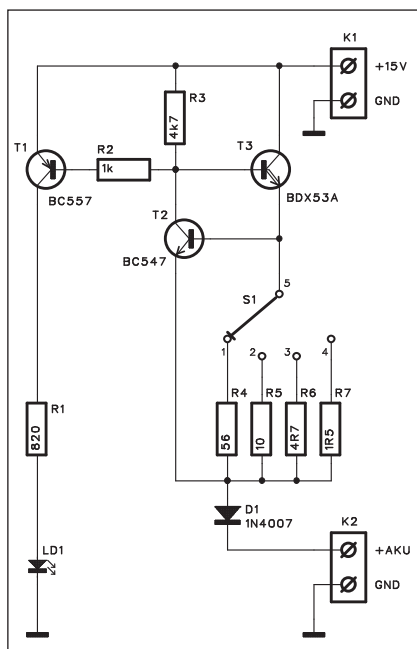 K1
+15V
GND
R3
4k7
T1
R2
1k
T3
BC557
BDX53A
T2
BC547
S1
5
1
2
3
4
R4
R5
R6
R7
56
10
4R7
1R5
R1
820
D1
1N4007
K2
+AKU
GND
LD1